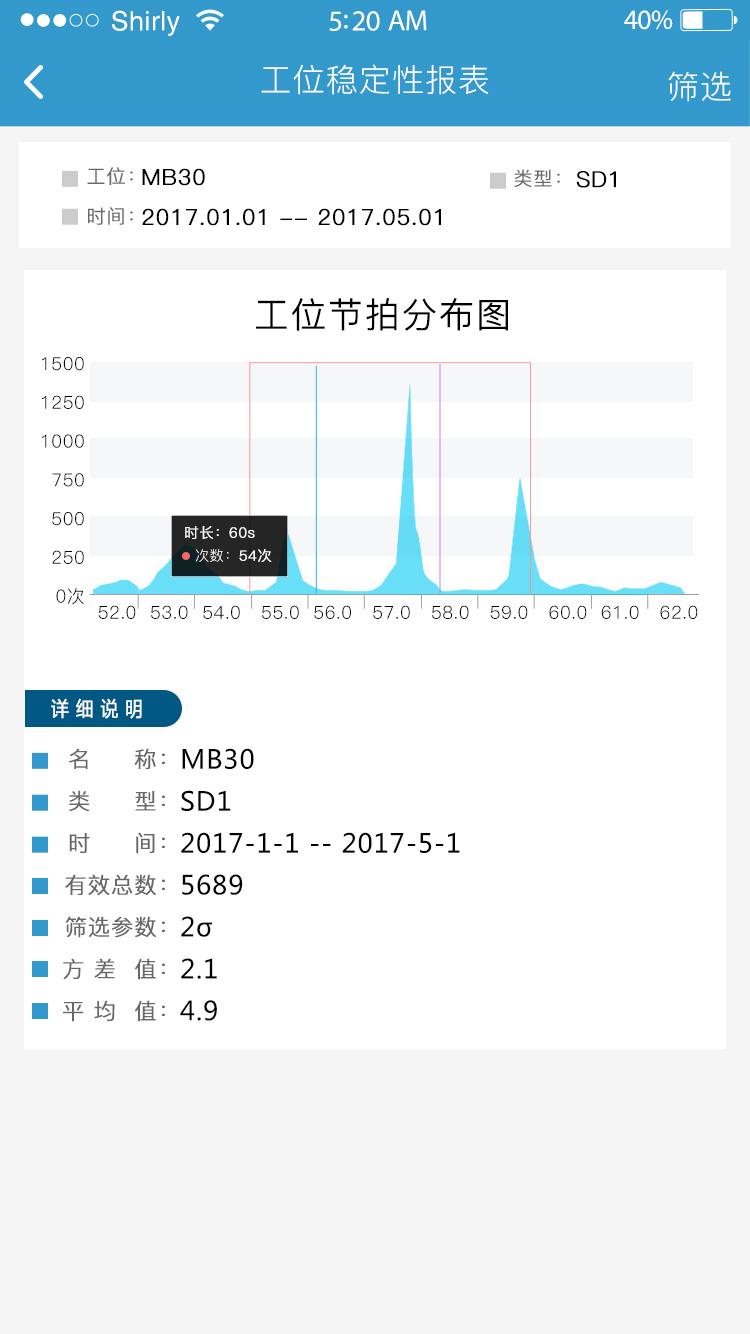 Shirly 5:20 AM 40%
工位稳定性报表 筛选
工位: MB30 类型: SD1
时间: 2017.01.01 -- 2017.05.01
工位节拍分布图
1500
1250
1000
750
500
250
0次
时长: 60s
次数: 54次
52.0 53.0 54.0 55.0 56.0 57.0 58.0 59.0 60.0 61.0 62.0
详细说明
名称: MB30
类型: SD1
时间: 2017-1-1 -- 2017-5-1
有效总数: 5689
筛选参数: 2σ
方差值: 2.1
平均值: 4.9